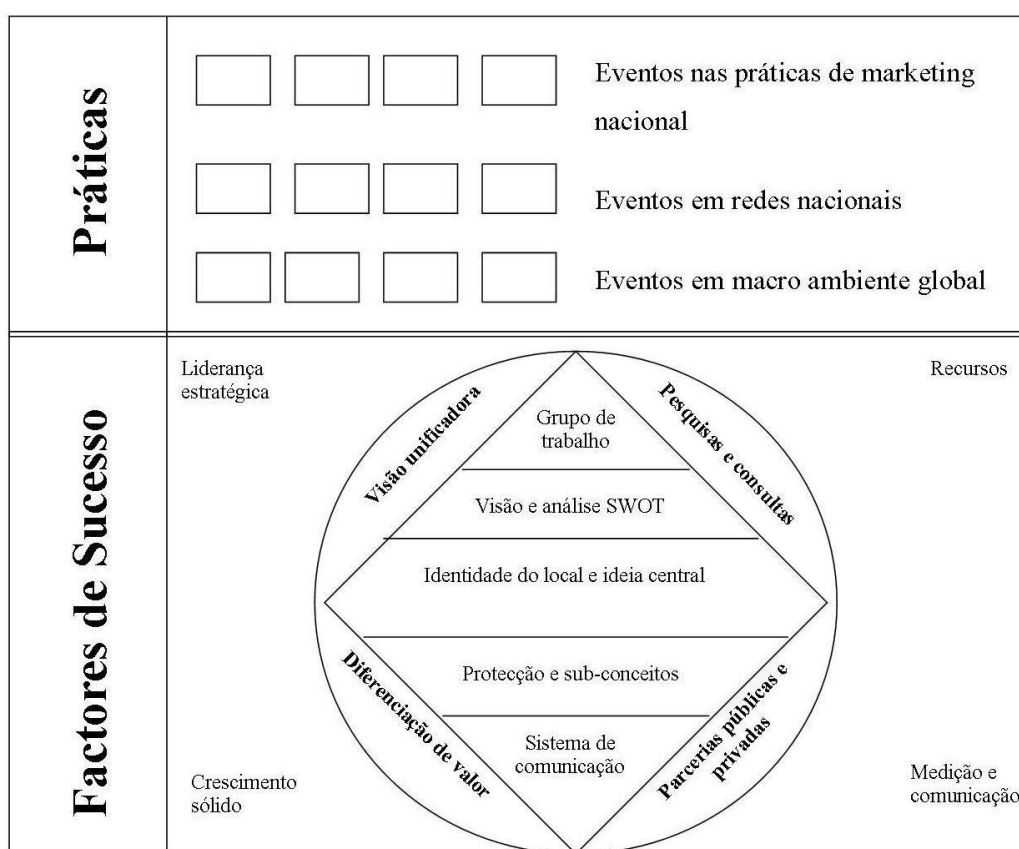 Práticas
Eventos nas práticas de marketing
nacional
Eventos em redes nacionais
Eventos em macro ambiente global
Factores de Sucesso
Liderança
estratégica
Recursos
Visão unificadora
Pesquisas e consultas
Grupo de
trabalho
Visão e análise SWOT
Identidade do local e ideia central
Protecção e sub-conceitos
Sistema de
comunicação
Diferenciação de valor
Parcerias públicas e
privadas
Crescimento
sólido
Medição e
comunicação